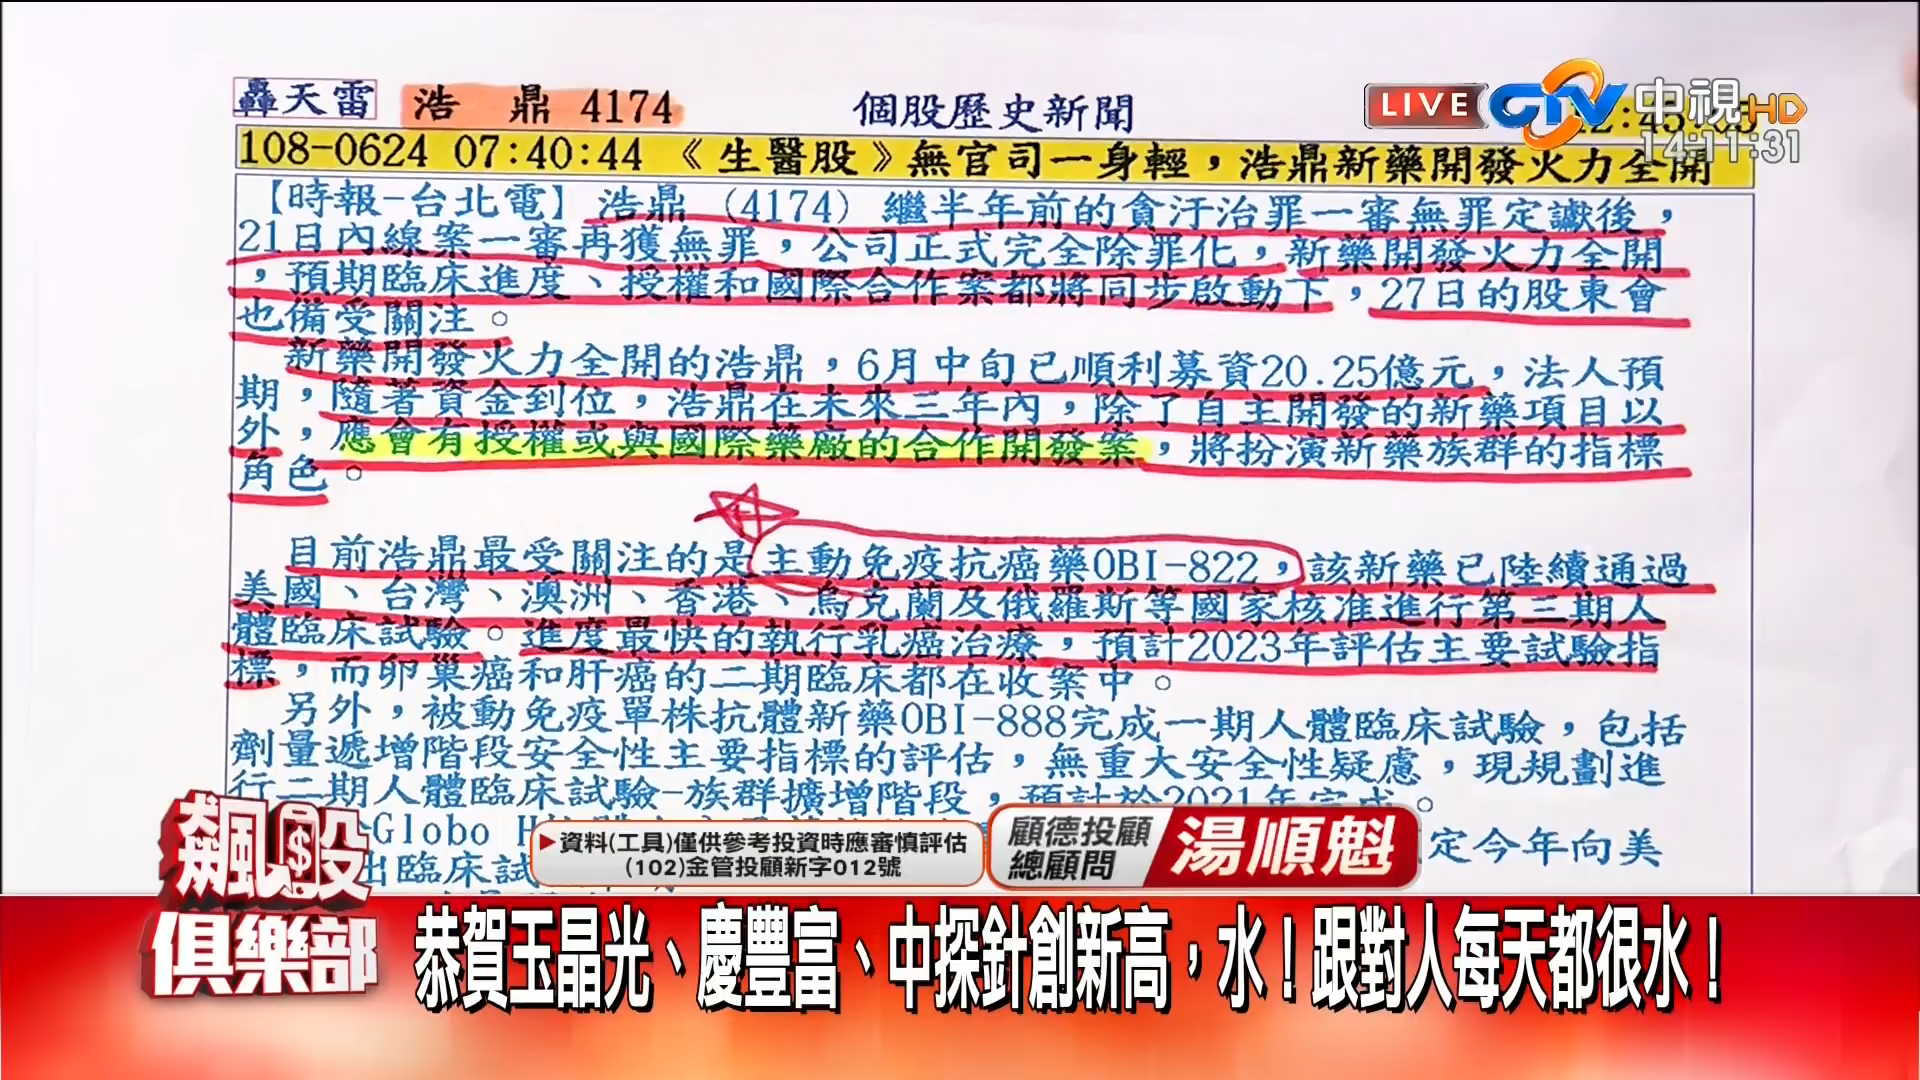 轟天雷 浩 鼎 4174 個股歷史新聞
LIVE CTV 中視HD
14:11:31
108-0624 07:40:44 《生醫股》無官司一身輕，浩鼎新藥開發火力全開
【時報-台北電】浩鼎（4174）繼半年前的貪汙治罪一審無罪定讞後，
21日內線案一審再獲無罪，公司正式完全除罪化，新藥開發火力全開
，預期臨床進度、授權和國際合作案都將同步啟動下，27日的股東會
也備受關注。
新藥開發火力全開的浩鼎，6月中旬已順利募資20.25億元，法人預
期，隨著資金到位，浩鼎在未來三年內，除了自主開發的新藥項目以
外，應會有授權或與國際藥廠的合作開發案，將扮演新藥族群的指標
角色。
目前浩鼎最受關注的是主動免疫抗癌藥OBI-822，該新藥已陸續通過
美國、台灣、澳洲、香港、烏克蘭及俄羅斯等國家核准進行第三期人
體臨床試驗。進度最快的執行乳癌治療，預計2023年評估主要試驗指
標，而卵巢癌和肝癌的二期臨床都在收案中。
另外，被動免疫單株抗體新藥OBI-888完成一期人體臨床試驗，包括
劑量遞增階段安全性主要指標的評估，無重大安全性疑慮，現規劃進
行二期人體臨床試驗-族群擴增階段，預計於2021年完成。
Globo H
定今年向美
出臨床試
飆股俱樂部
▶資料(工具)僅供參考投資時應審慎評估
(102)金管投顧新字012號
顧德投顧
總顧問
湯順魁
恭賀玉晶光、慶豐富、中探針創新高，水！跟對人每天都很水！